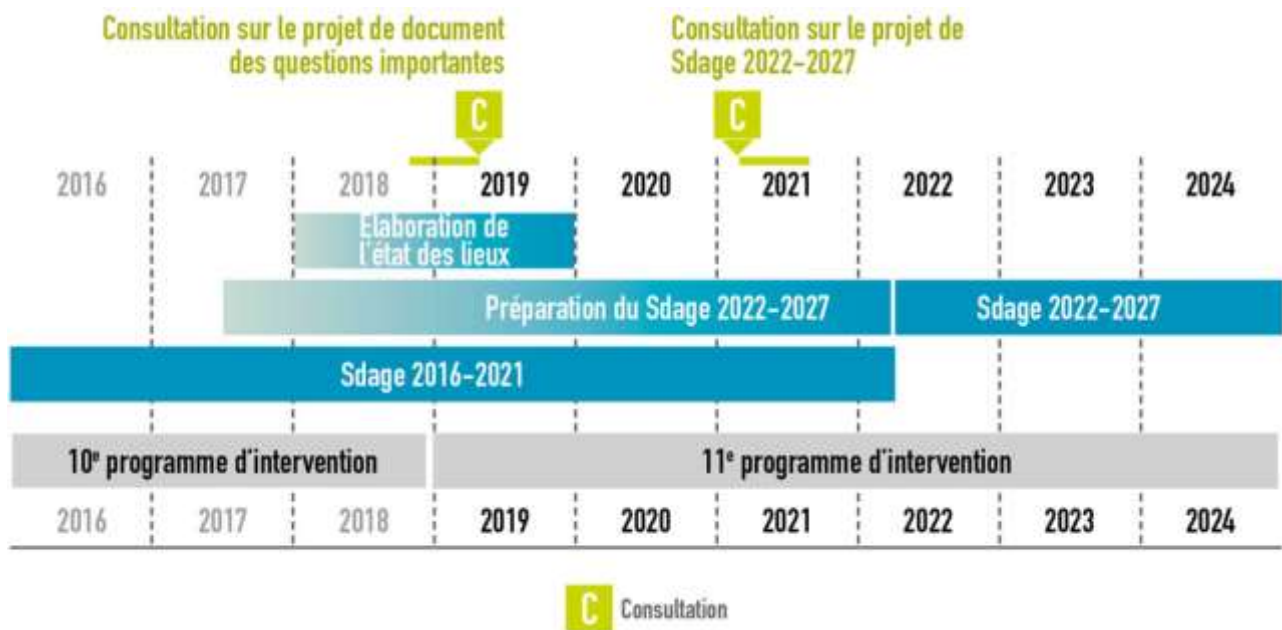 Consultation sur le projet de document
des questions importantes
Consultation sur le projet de
Sdage 2022-2027
C
C
2016 2017 2018 2019 2020 2021 2022 2023 2024
Elaboration de
l'état des lieux
Préparation du Sdage 2022-2027
Sdage 2022-2027
Sdage 2016-2021
10e programme d'intervention
11e programme d'intervention
2016 2017 2018 2019 2020 2021 2022 2023 2024
C Consultation